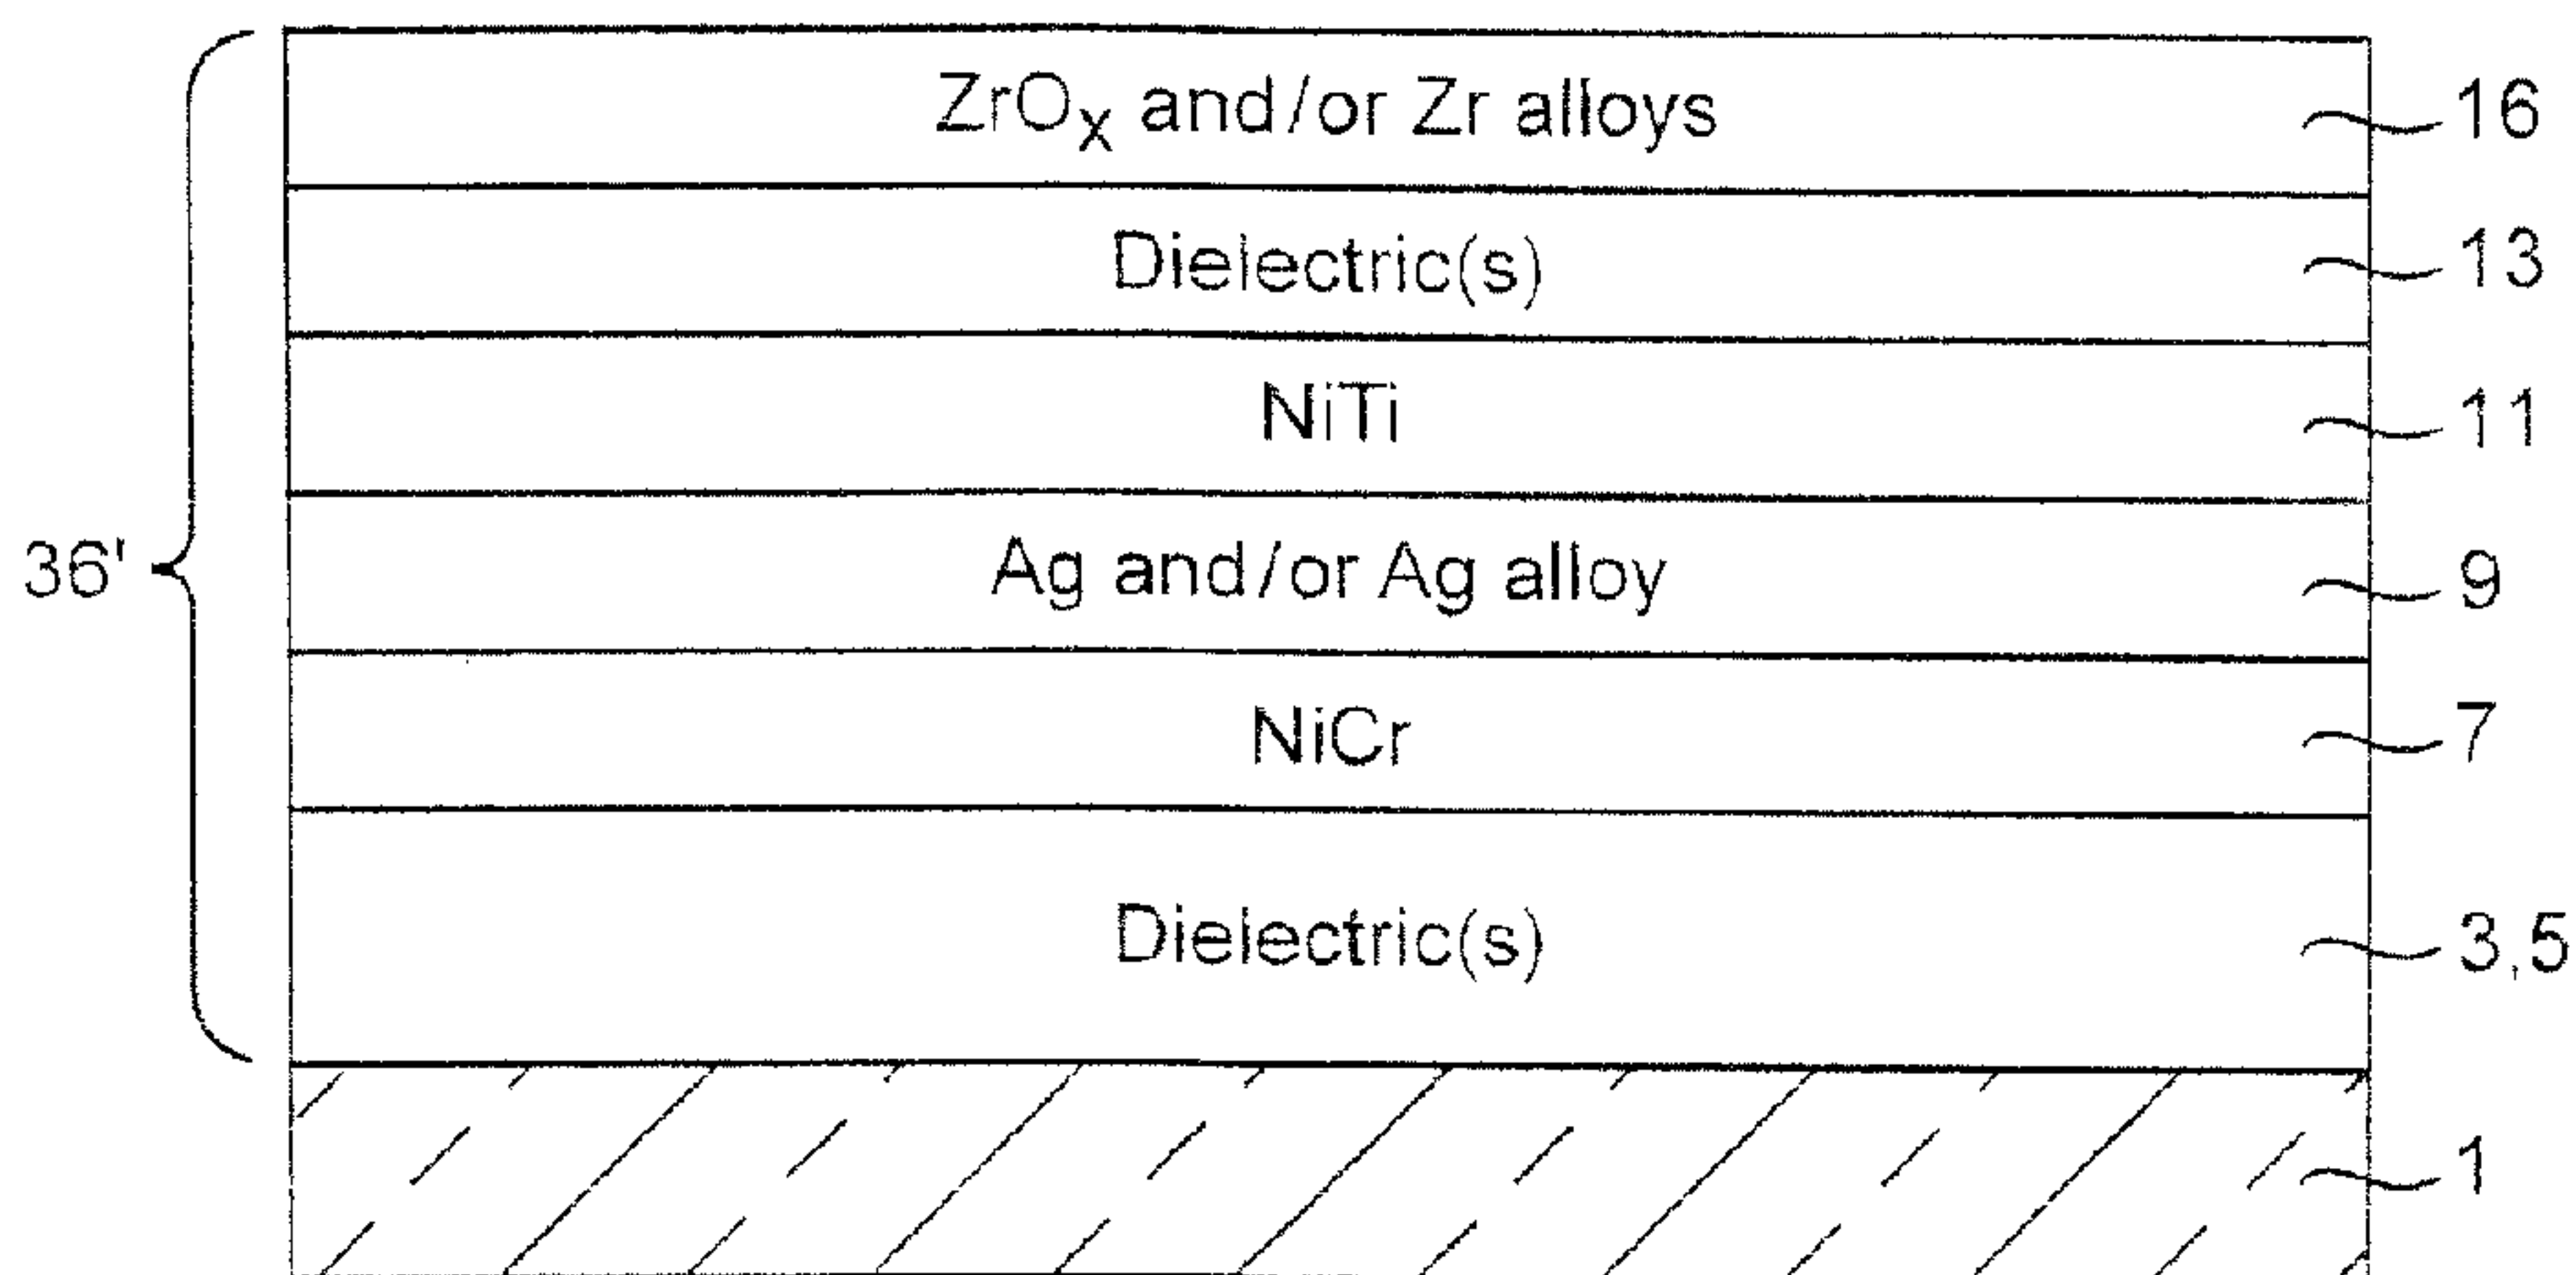 ZrOx and/or Zr alloys 16
Dielectric(s) 13
NiTi 11
36' Ag and/or Ag alloy 9
NiCr 7
Dielectric(s) 3,5
1